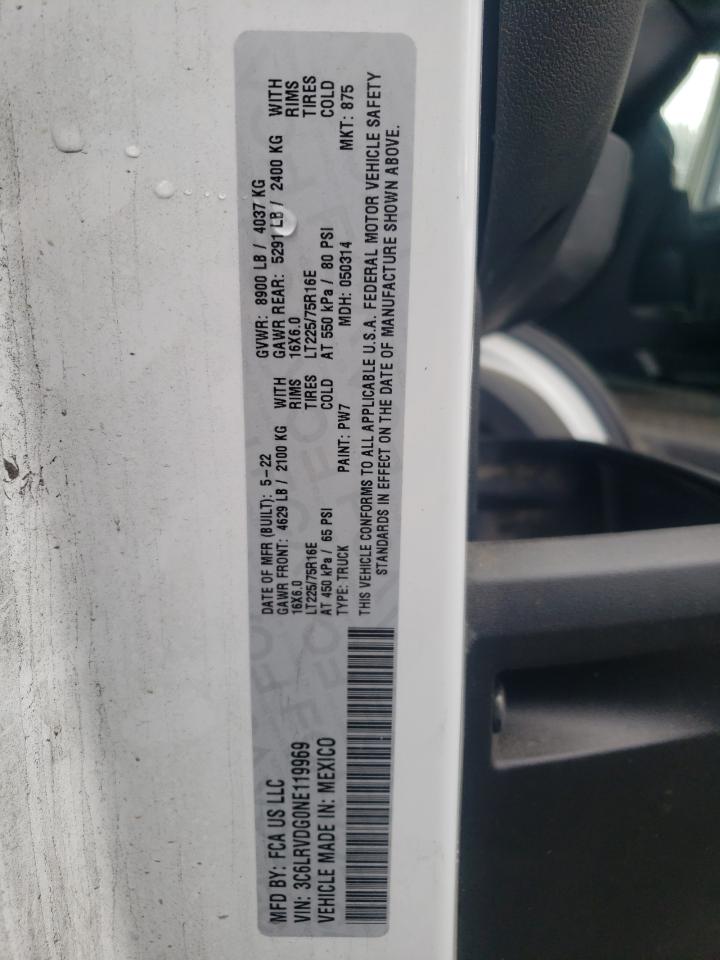 MFD BY: FCA US LLC
VIN: 3C6LRVDG0NE119969
VEHICLE MADE IN: MEXICO
DATE OF MFR (BUILT): 5-22 GVWR: 8900 LB / 4037 KG
GAWR FRONT: 4629 LB / 2100 KG WITH GAWR REAR: 5291 LB / 2400 KG WITH
16X6.0 RIMS 16X6.0 RIMS
LT225/75R16E TIRES LT225/75R16E TIRES
AT 450 kPa / 65 PSI COLD AT 550 kPa / 80 PSI COLD
TYPE: TRUCK PAINT: PW7 MDH: 050314 MKT: 875
THIS VEHICLE CONFORMS TO ALL APPLICABLE U.S.A. FEDERAL MOTOR VEHICLE SAFETY
STANDARDS IN EFFECT ON THE DATE OF MANUFACTURE SHOWN ABOVE.